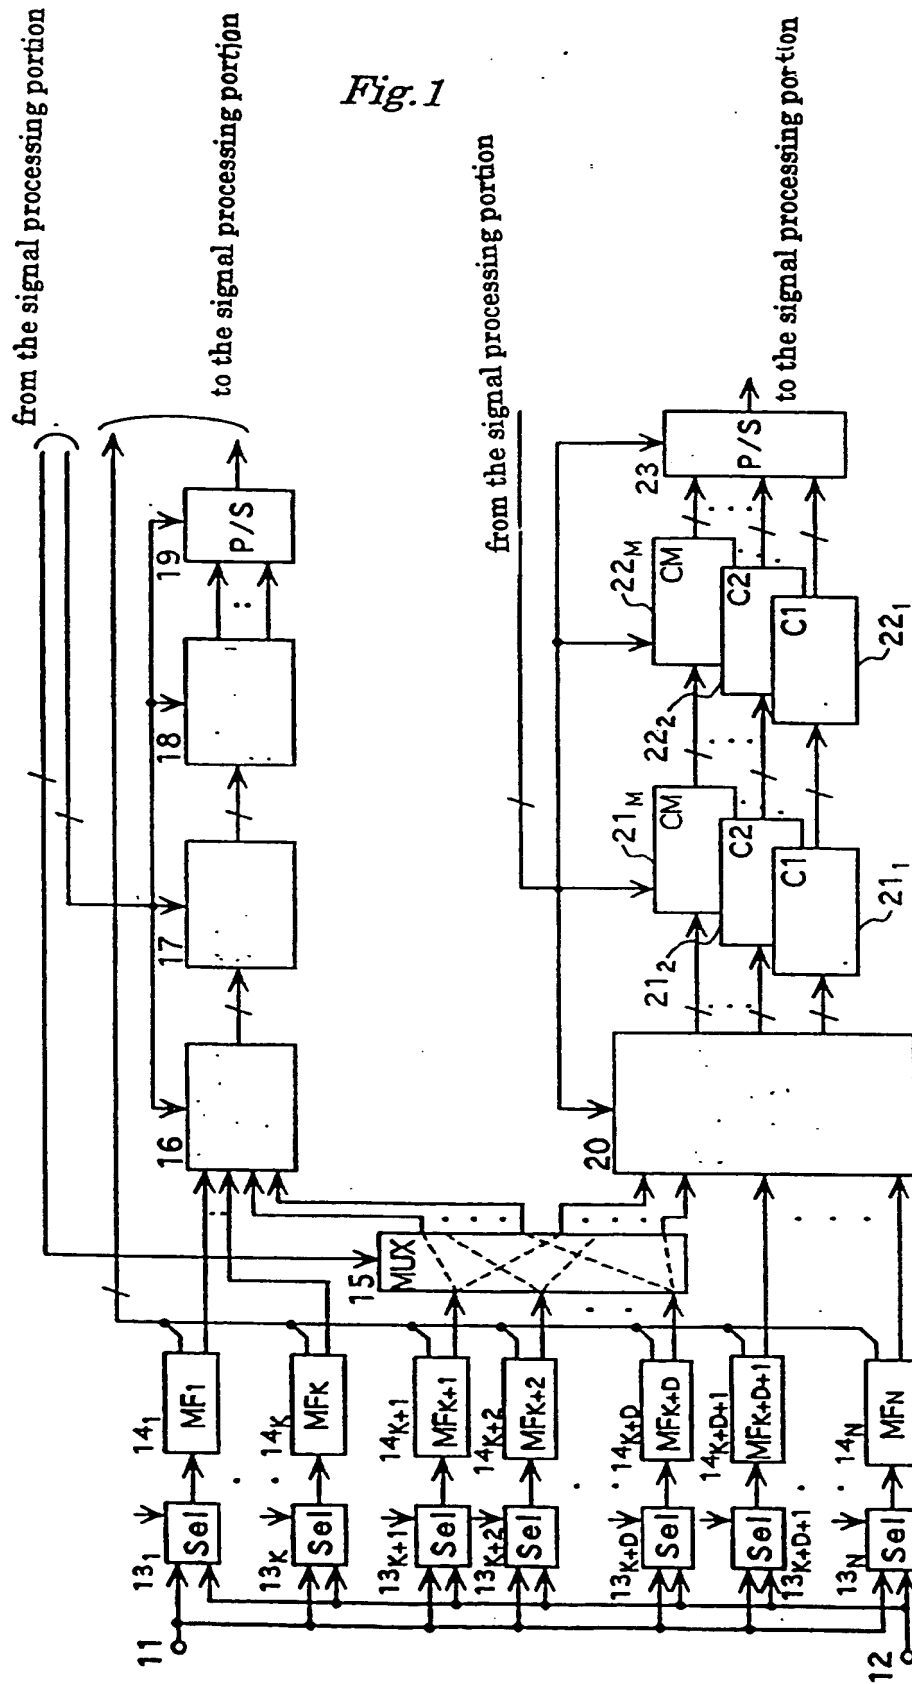 Fig.1
from the signal processing portion
to the signal processing portion
from the signal processing portion
to the signal processing portion
11
12
13₁
Sel
14₁
MF1
13K
Sel
14K
MFK
13K+1
Sel
14K+1
MFK+1
13K+2
Sel
14K+2
MFK+2
13K+D
Sel
14K+D
MFK+D
13K+D+1
Sel
14K+D+1
MFK+D+1
13N
Sel
14N
MFN
15
MUX
16
17
18
19
P/S
20
21M
CM
21₂
C2
C1
21₁
22M
CM
22₂
C2
C1
22₁
23
P/S